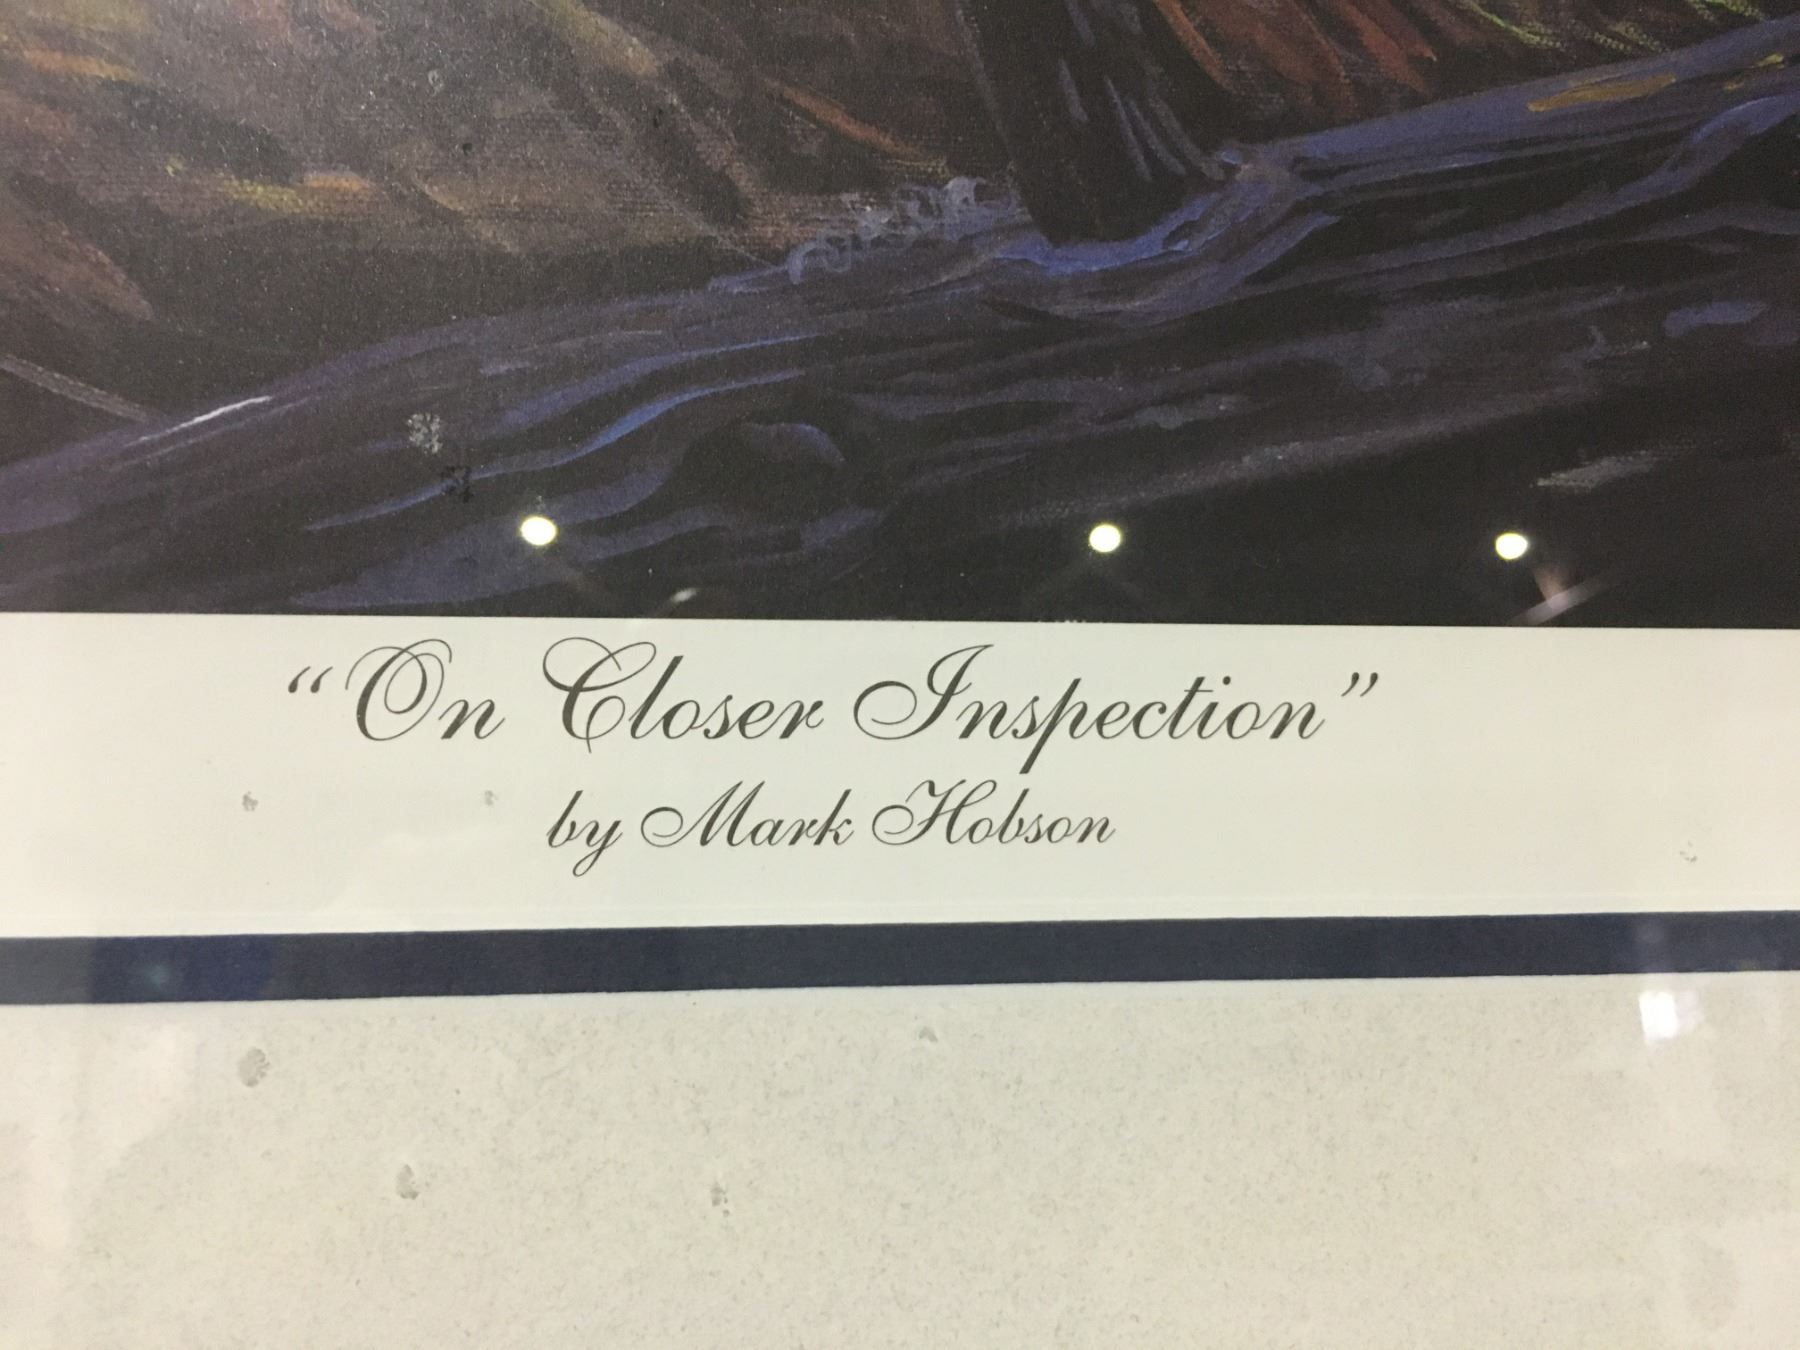 “On Closer Inspection”
by Mark Hobson